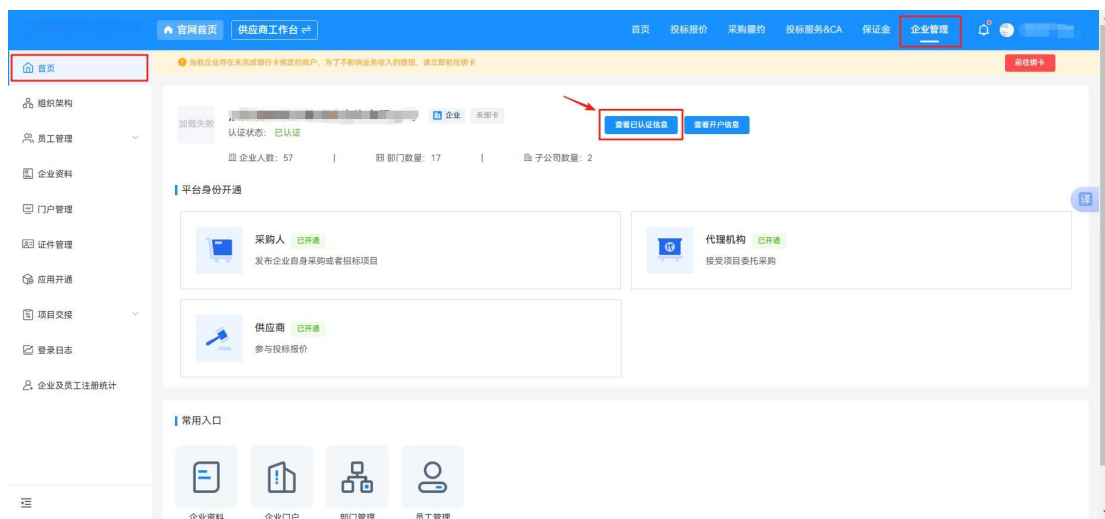 官网首页 供应商工作台 首页 投标报价 采购履约 投标服务&CA 保证金 企业管理
首页
当前企业存在未完成银行卡绑定的账户，为了不影响业务收入的提现，请立即前往绑卡 前往绑卡
组织架构
员工管理
企业资料
门户管理
证件管理
应用开通
项目交接
登录日志
企业及员工注册统计
加载失败
企业 未绑卡
查看已认证信息 查看开户信息
认证状态： 已认证
企业人数：57 | 部门数量：17 | 子公司数量：2
平台身份开通
译
采购人 已开通
发布企业自身采购或者招标项目
代理机构 已开通
接受项目委托采购
供应商 已开通
参与投标报价
常用入口
企业资料 企业门户 部门管理 员工管理